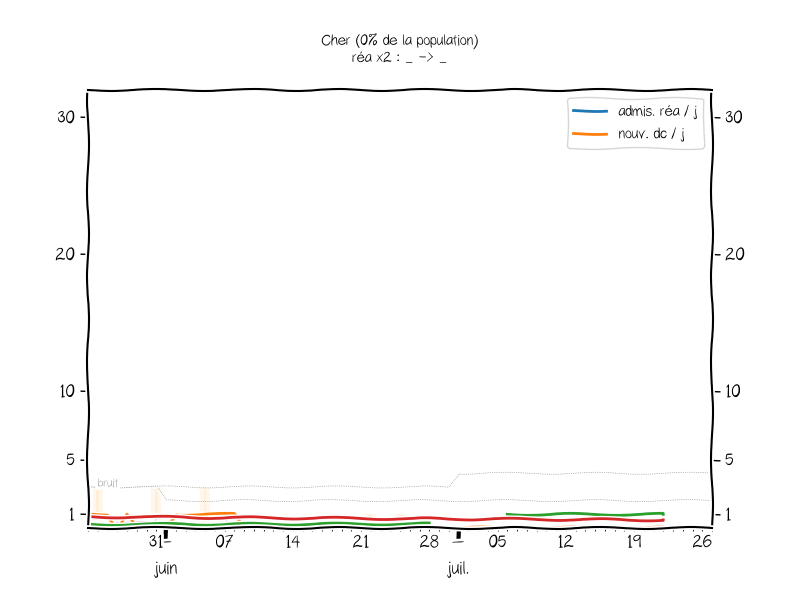 Cher (0% de la population)
réa x2 : _ -> _
admis. réa / j
nouv. dc / j
30 30
20 20
10 10
5 5
bruit
1 1
31 _ 07 14 21 28 _ 05 12 19 26
juin juil.